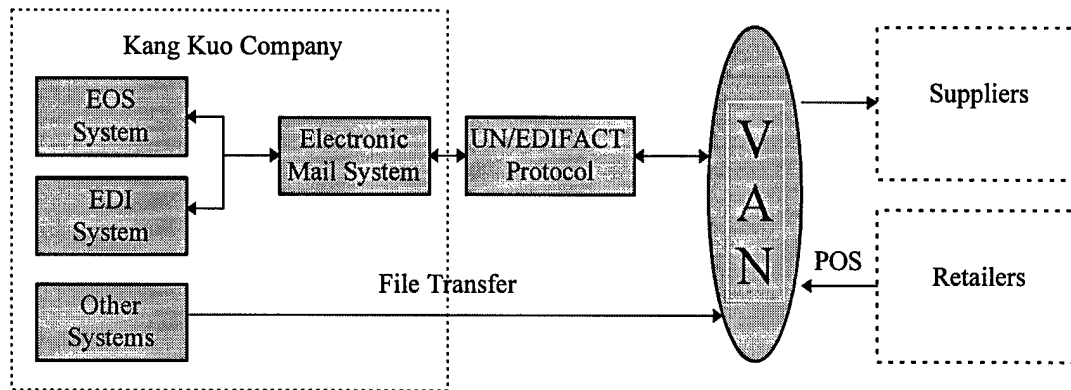 Kang Kuo Company
EOS
System
EDI
System
Other
Systems
Electronic
Mail System
UN/EDIFACT
Protocol
File Transfer
V
A
N
POS
Suppliers
Retailers